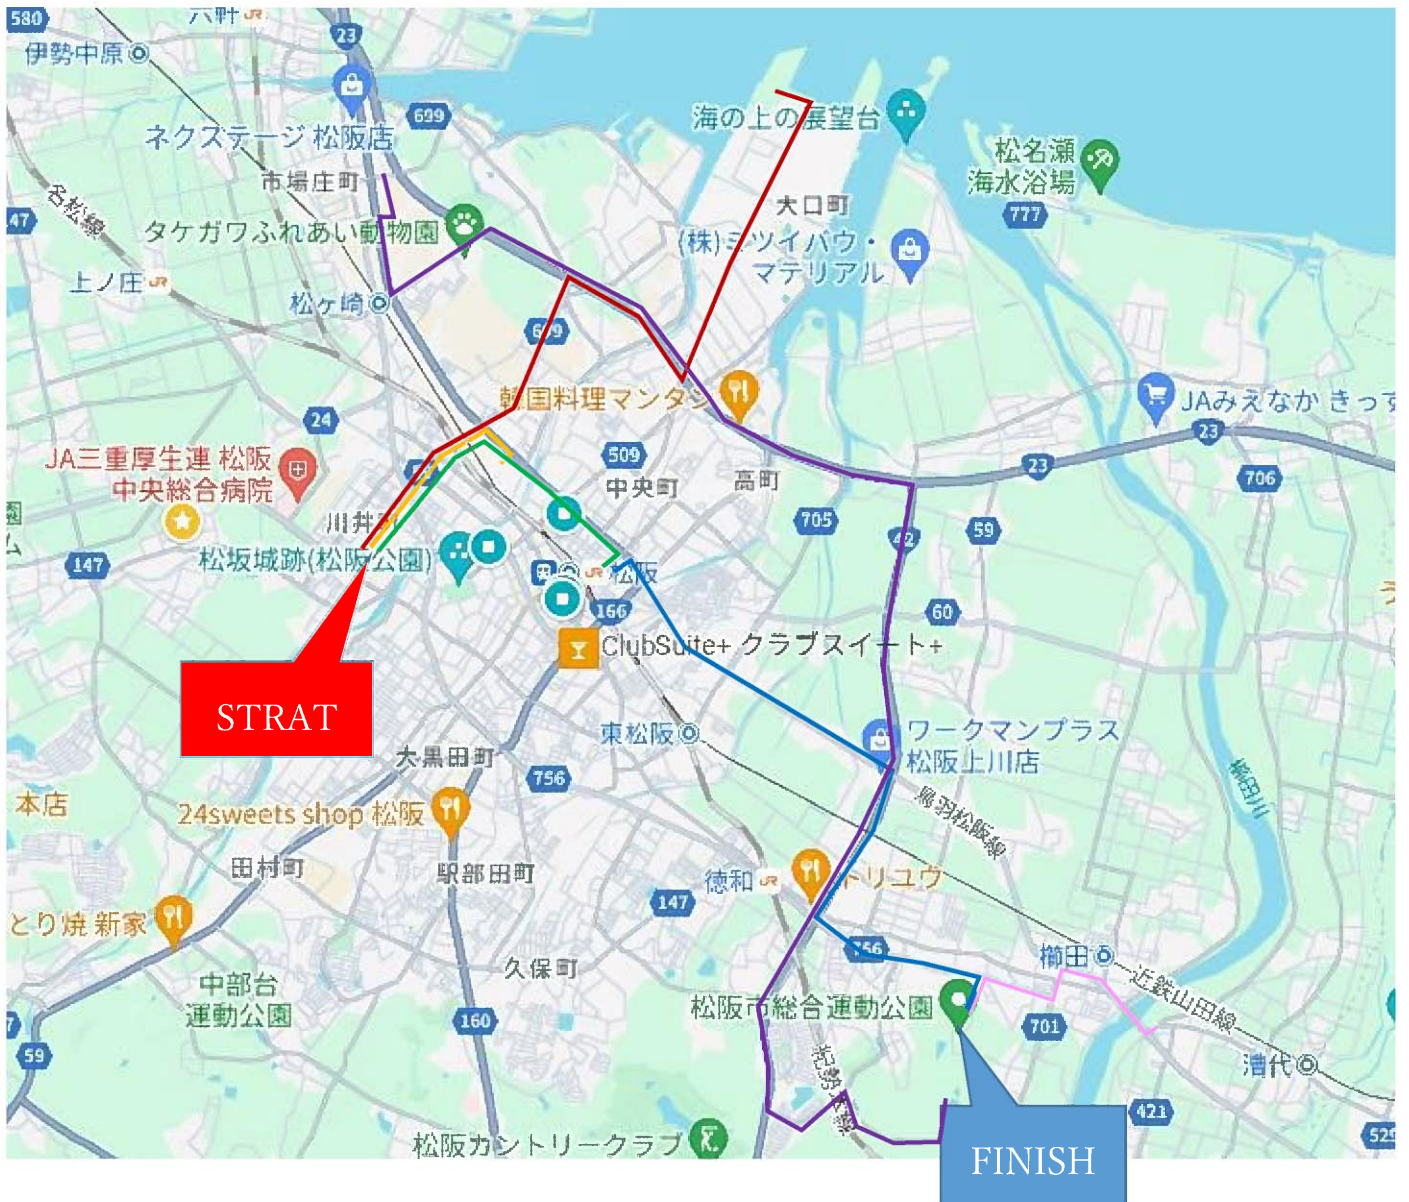 580
六軒
JR
伊勢中原
23
ネクステージ 松阪店
699
海の上の展望台
松名瀬
海水浴場
市場庄町
777
大口町
47
名松線
タケガワふれあい動物園
(株)ミツイバウ・
マテリアル
上ノ庄
JR
松ヶ崎
699
韓国料理マンタン
JAみえなか きっす
24
23
JA三重厚生連 松阪
中央総合病院
509
中央町
高町
23
706
川井町
705
59
42
147
松坂城跡(松阪公園)
JR
松阪
166
60
ClubSuite+ クラブスイート+
STRAT
東松阪
ワークマンプラス
松阪上川店
大黒田町
756
櫛田川
本店
24sweets shop 松阪
鳥羽松阪線
田村町
駅部田町
徳和
JR
トリユウ
147
とり焼 新家
756
久保町
櫛田
近鉄山田線
中部台
運動公園
松阪市総合運動公園
160
701
59
紀勢本線
漕代
421
529
松阪カントリークラブ
FINISH